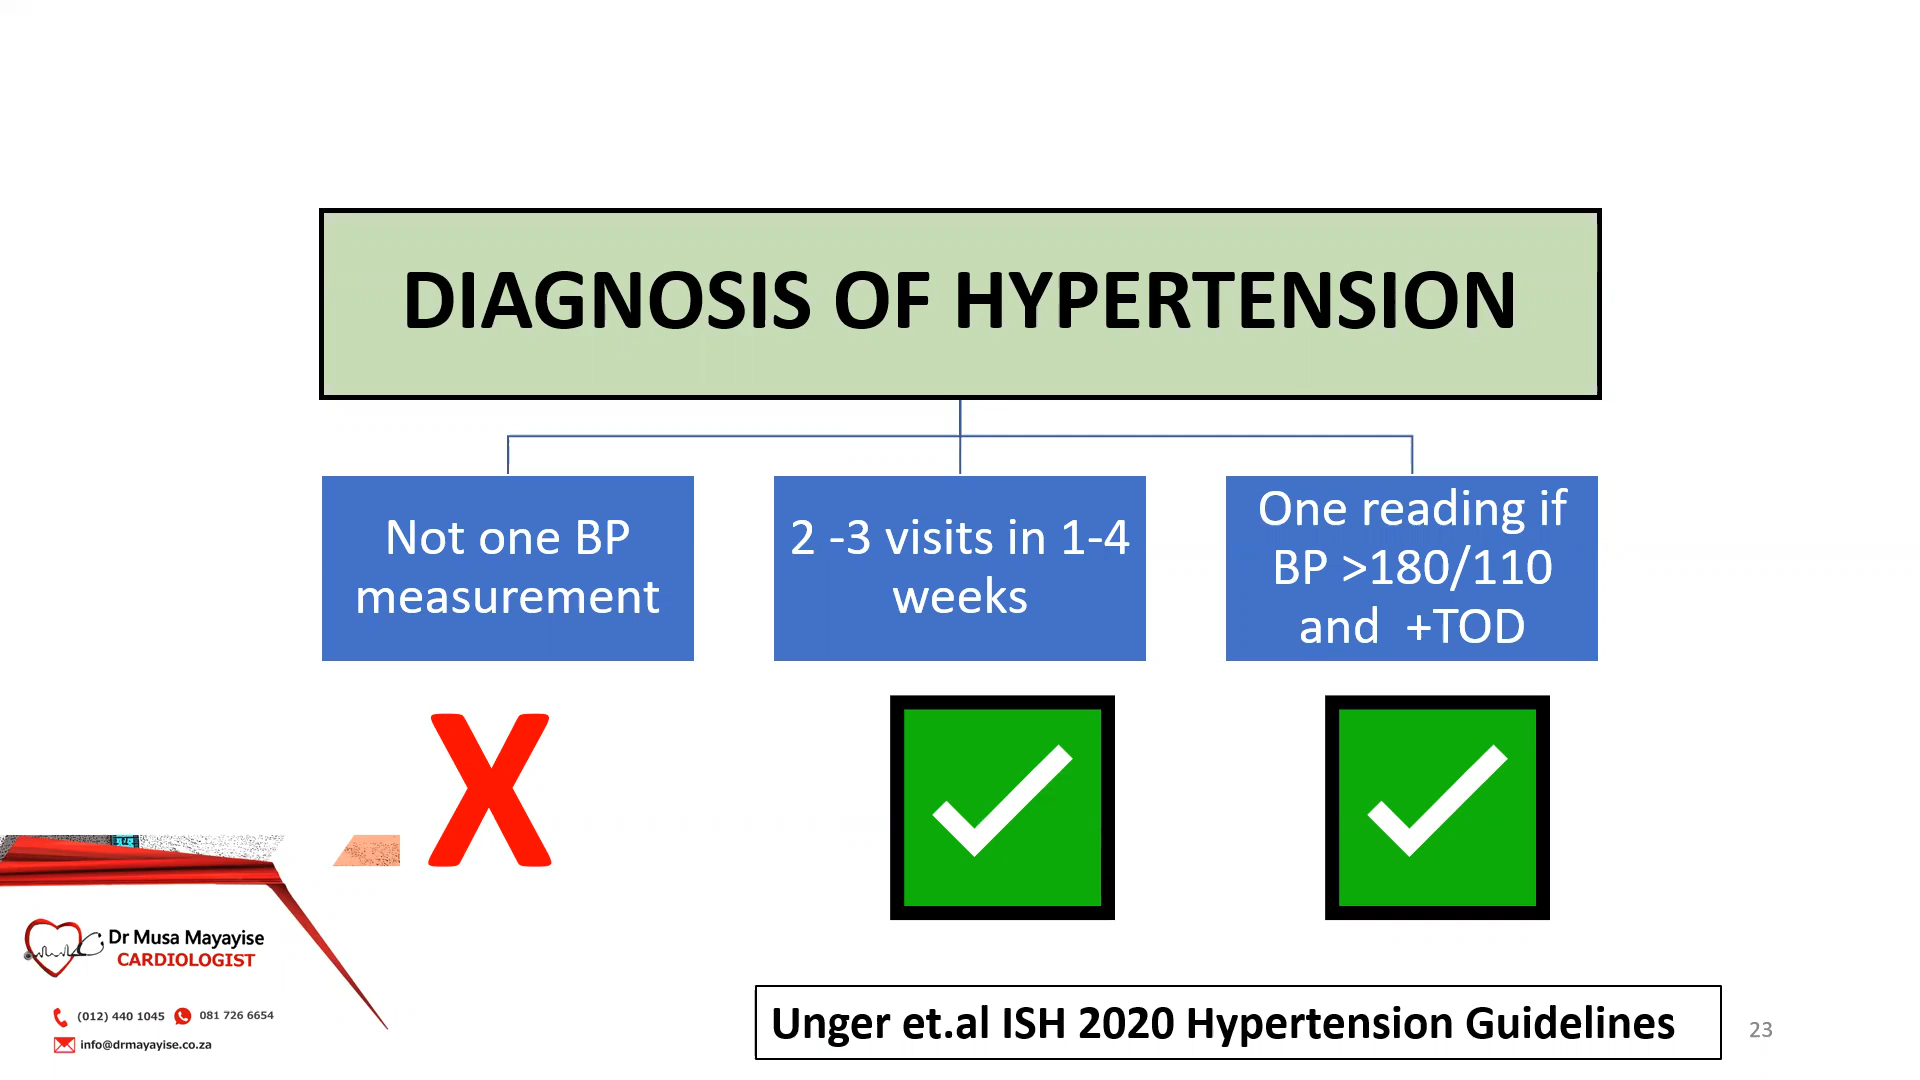 DIAGNOSIS OF HYPERTENSION
Not one BP
measurement
2 -3 visits in 1-4
weeks
One reading if
BP >180/110
and  +TOD
X
Dr Musa Mayayise
CARDIOLOGIST
(012) 440 1045
081 726 6654
info@drmayayise.co.za
Unger et.al ISH 2020 Hypertension Guidelines
23